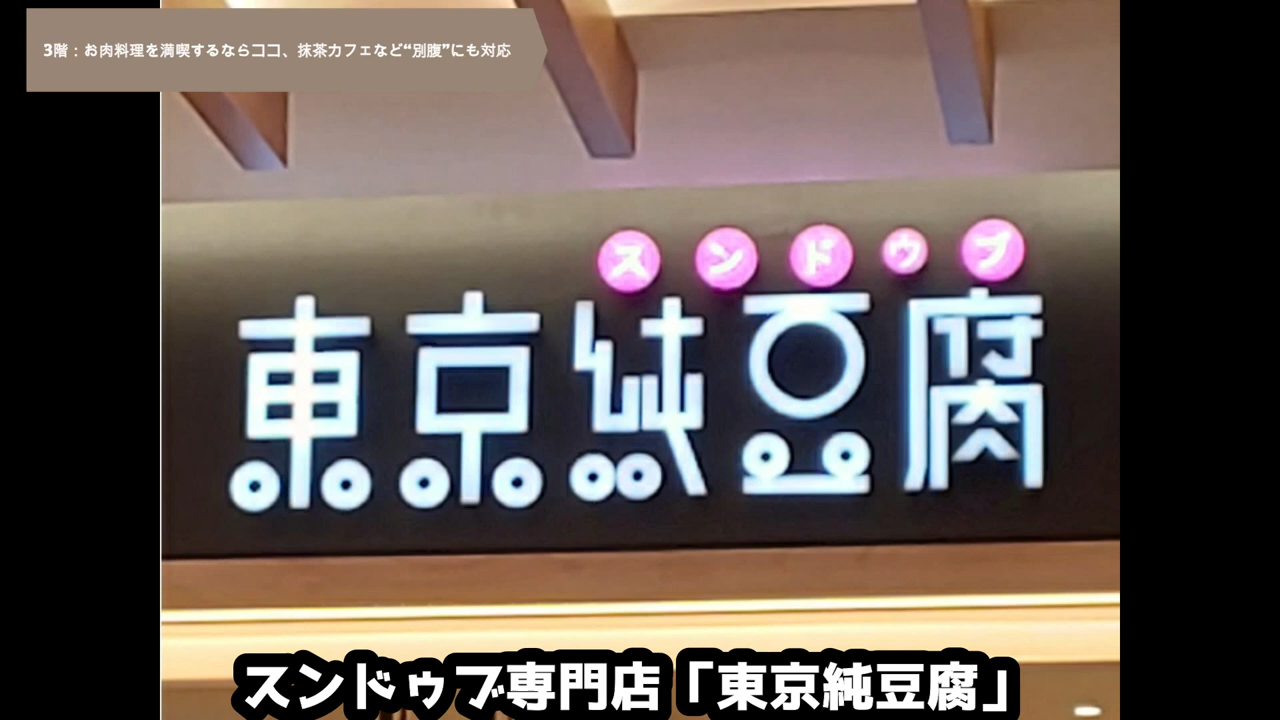 3階：お肉料理を満喫するならココ、抹茶カフェなど“別腹”にも対応
スンドゥブ
東京純豆腐
スンドゥブ専門店「東京純豆腐」